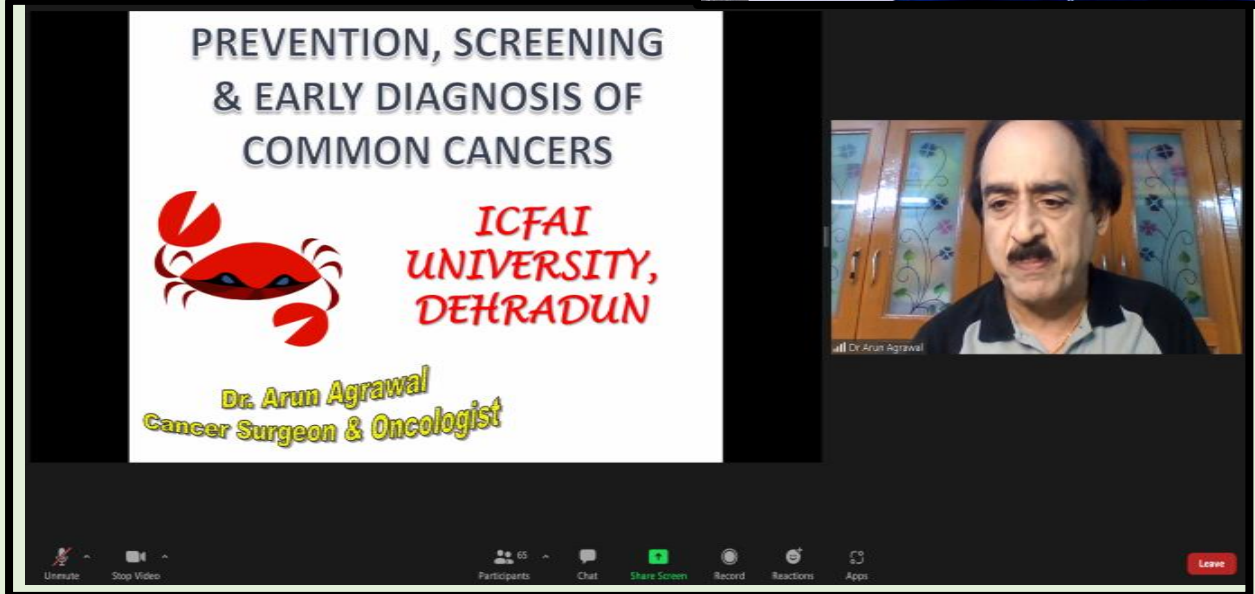 PREVENTION, SCREENING
& EARLY DIAGNOSIS OF
COMMON CANCERS
ICFAI
UNIVERSITY,
DEHRADUN
Dr. Arun Agrawal
Cancer Surgeon & Oncologist
Dr Arun Agrawal
Unmute
Stop Video
65
Participants
Chat
Share Screen
Record
Reactions
Apps
Leave